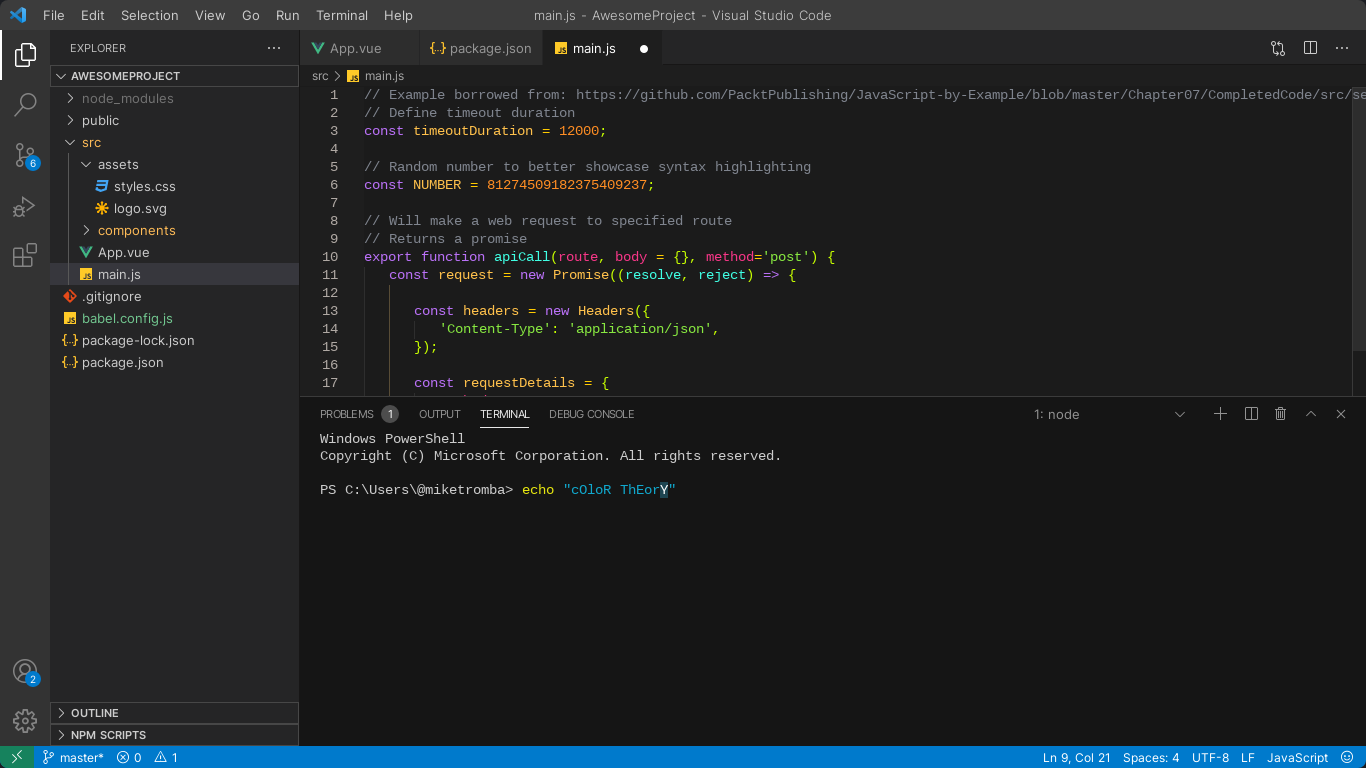 File Edit Selection View Go Run Terminal Help main.js - AwesomeProject - Visual Studio Code
EXPLORER
AWESOMEPROJECT
node_modules
public
src
assets
styles.css
logo.svg
components
App.vue
main.js
.gitignore
babel.config.js
package-lock.json
package.json
OUTLINE
NPM SCRIPTS
6
2
App.vue {..} package.json JS main.js
src JS main.js
1 // Example borrowed from: https://github.com/PacktPublishing/JavaScript-by-Example/blob/master/Chapter07/CompletedCode/src/se
2 // Define timeout duration
3 const timeoutDuration = 12000;
4
5 // Random number to better showcase syntax highlighting
6 const NUMBER = 81274509182375409237;
7
8 // Will make a web request to specified route
9 // Returns a promise
10 export function apiCall(route, body = {}, method='post') {
11 const request = new Promise((resolve, reject) => {
12
13 const headers = new Headers({
14 'Content-Type': 'application/json',
15 });
16
17 const requestDetails = {
PROBLEMS 1 OUTPUT TERMINAL DEBUG CONSOLE 1: node
Windows PowerShell
Copyright (C) Microsoft Corporation. All rights reserved.
PS C:\Users\@miketromba> echo "cOloR ThEorY"
master* 0 1 Ln 9, Col 21 Spaces: 4 UTF-8 LF JavaScript